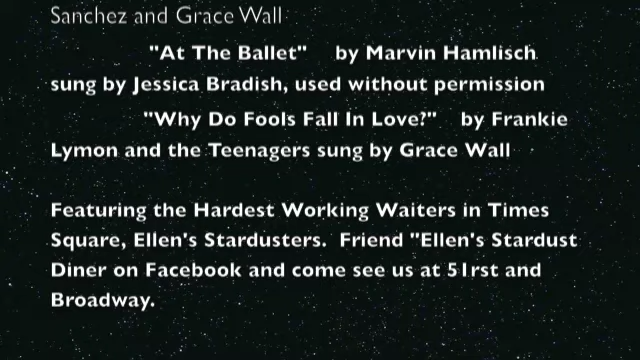 Sanchez and Grace Wall
"At The Ballet" by Marvin Hamlisch
sung by Jessica Bradish, used without permission
"Why Do Fools Fall In Love?" by Frankie
Lymon and the Teenagers sung by Grace Wall
Featuring the Hardest Working Waiters in Times
Square, Ellen's Stardusters. Friend "Ellen's Stardust
Diner on Facebook and come see us at 51rst and
Broadway.